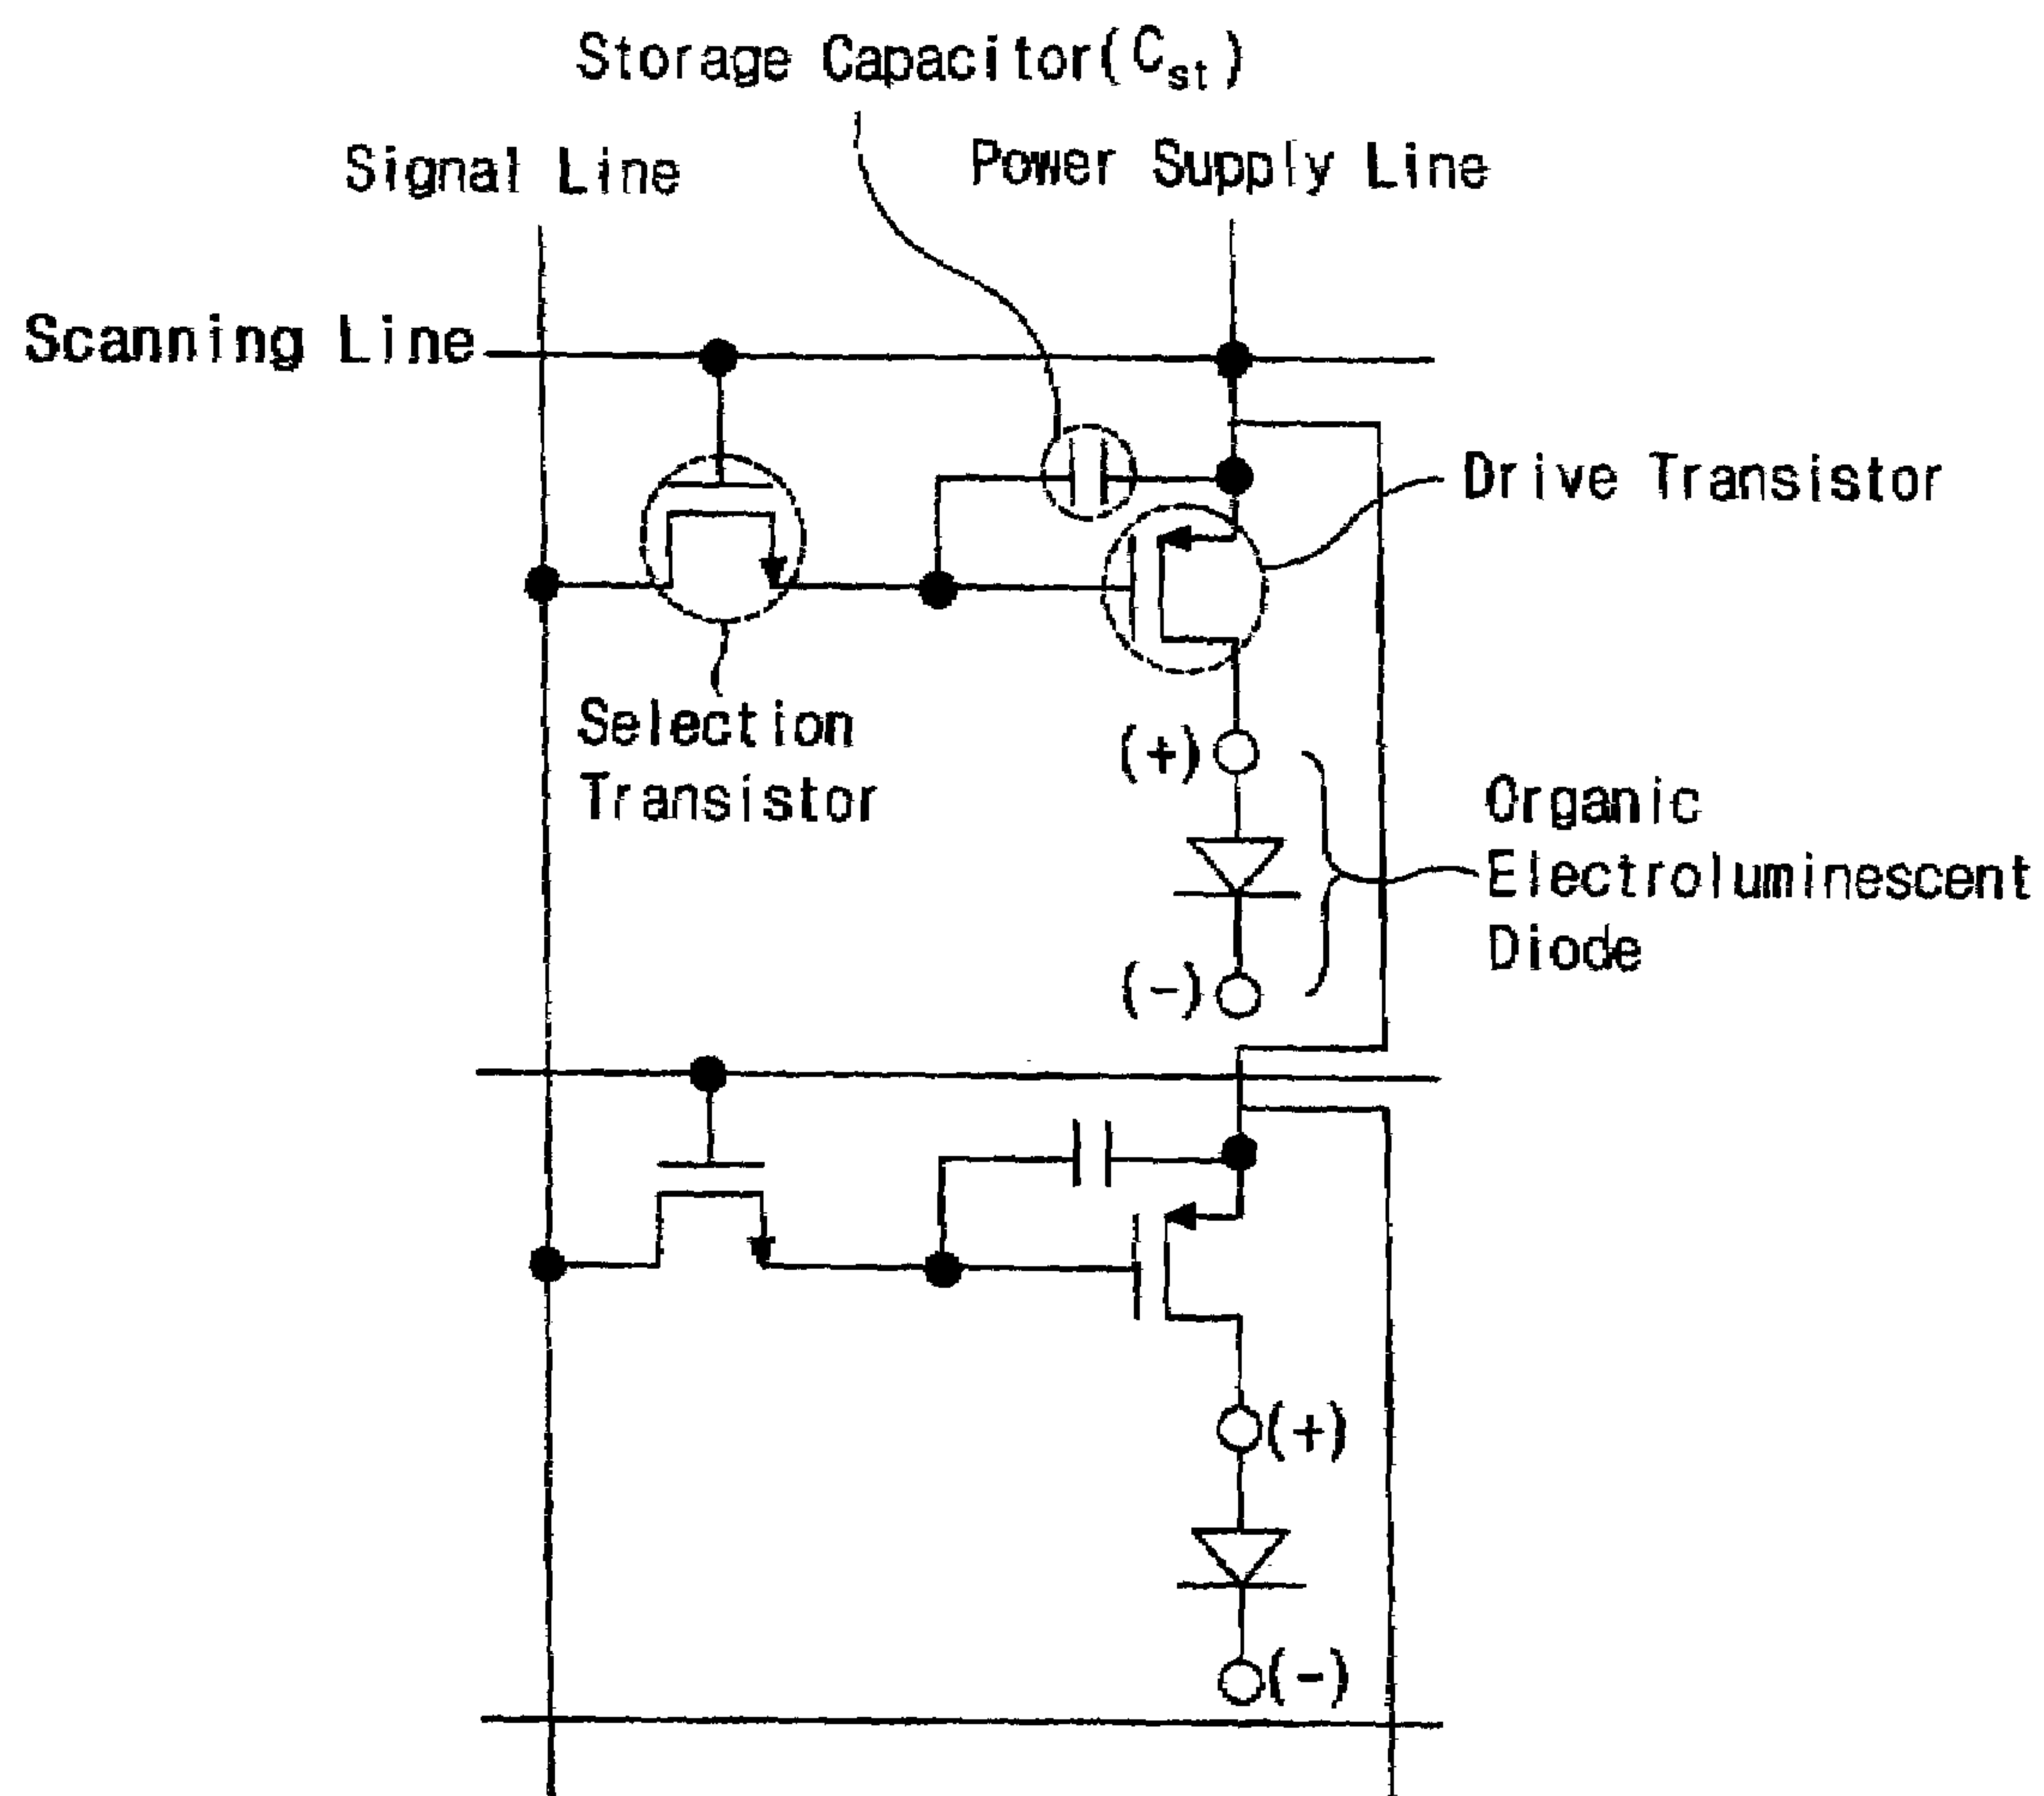 Storage Capacitor(Cst)
Signal Line
Power Supply Line
Scanning Line
Drive Transistor
Selection
Transistor
(+)
Organic
Electroluminescent
Diode
(-)
(+)
(-)